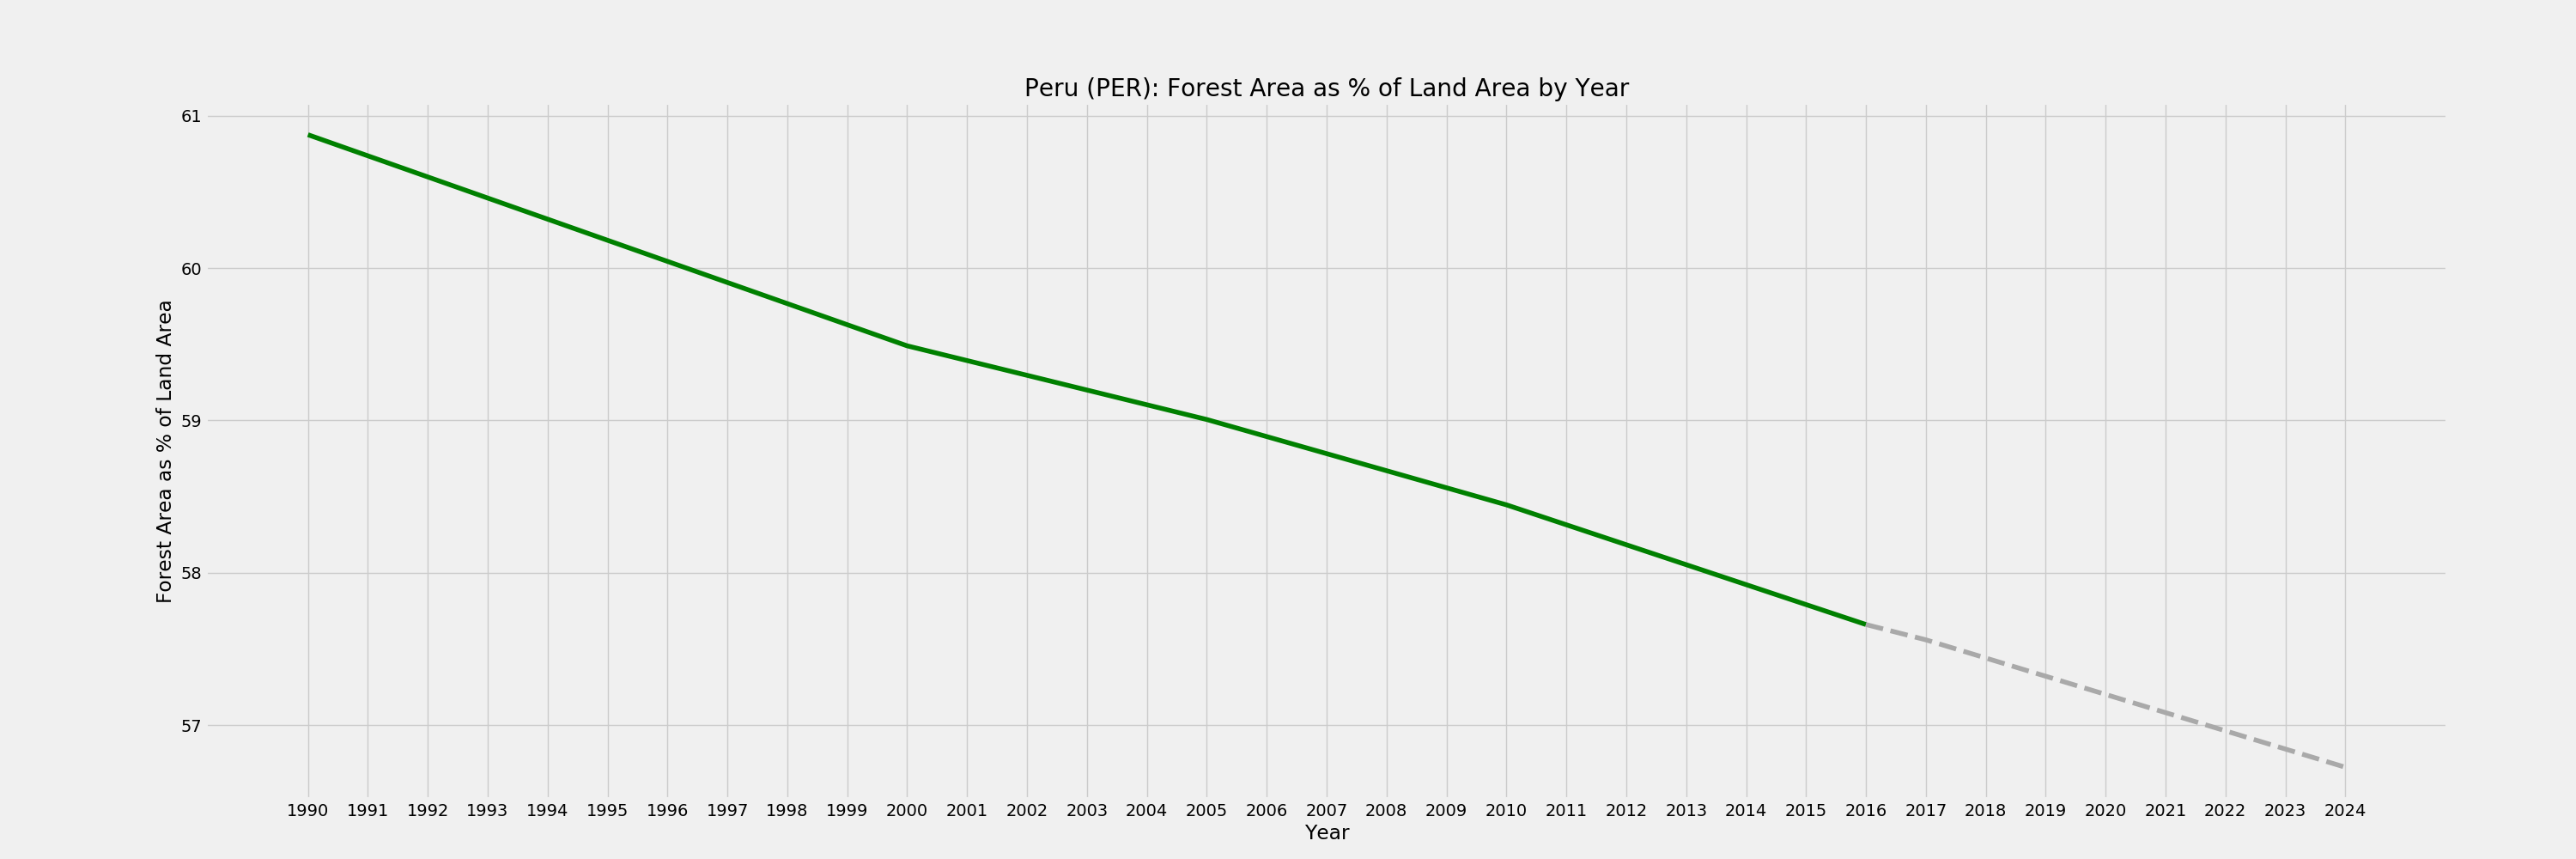 Peru (PER): Forest Area as % of Land Area by Year
61
60
59
58
57
Forest Area as % of Land Area
1990 1991 1992 1993 1994 1995 1996 1997 1998 1999 2000 2001 2002 2003 2004 2005 2006 2007 2008 2009 2010 2011 2012 2013 2014 2015 2016 2017 2018 2019 2020 2021 2022 2023 2024
Year